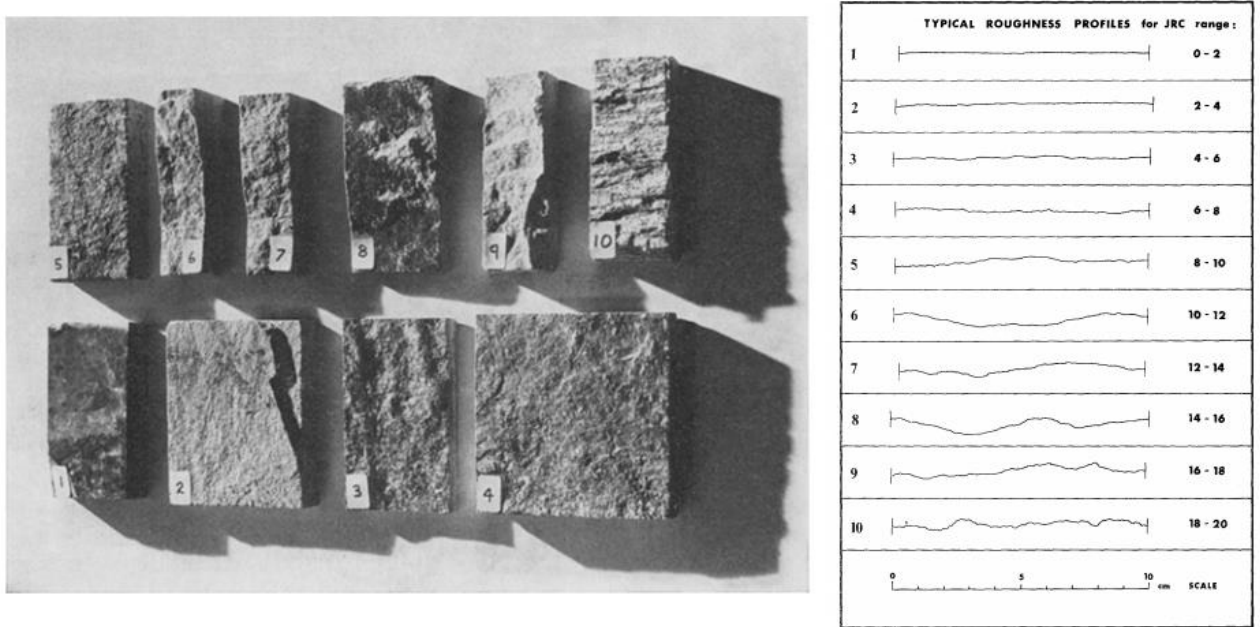 5
6
7
8
9
10
1
2
3
4
TYPICAL ROUGHNESS PROFILES for JRC range :
1 0 - 2
2 2 - 4
3 4 - 6
4 6 - 8
5 8 - 10
6 10 - 12
7 12 - 14
8 14 - 16
9 16 - 18
10 18 - 20
0 5 10
cm SCALE